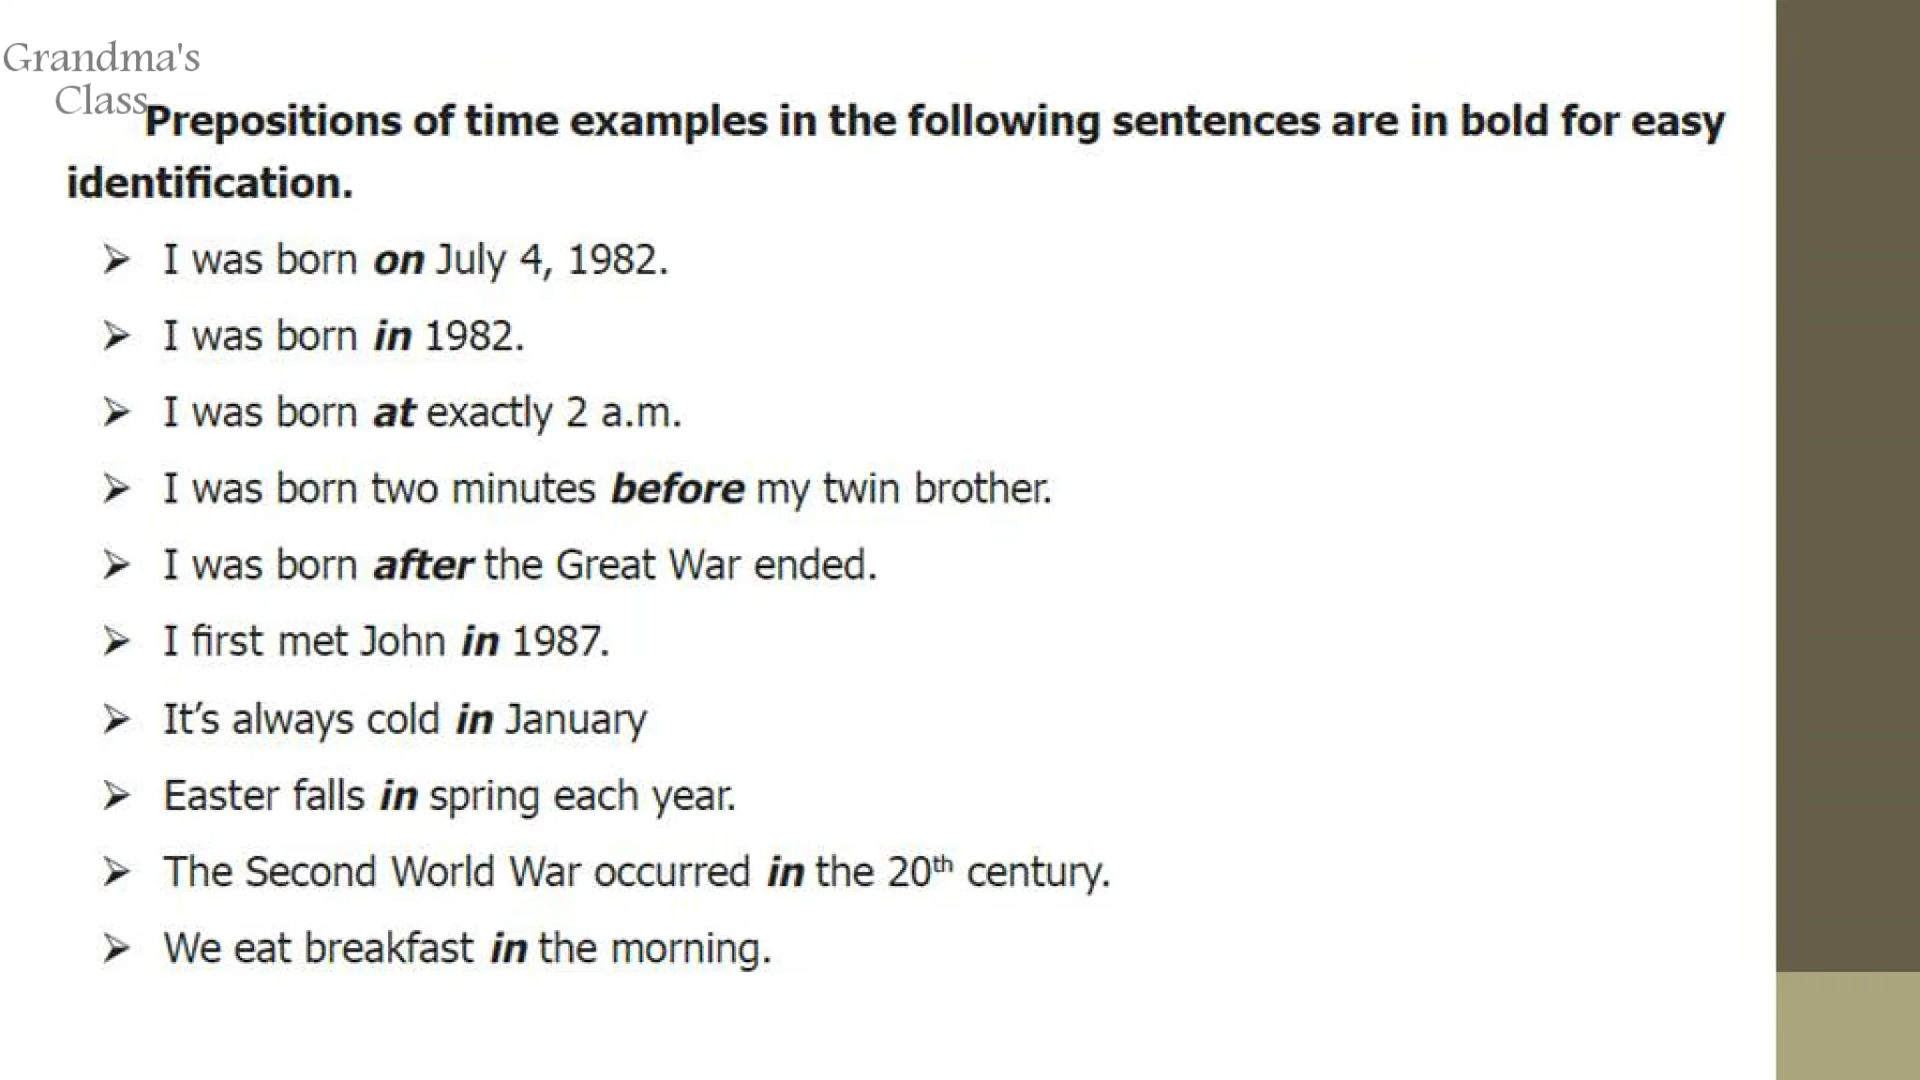 Grandma's
Class
Prepositions of time examples in the following sentences are in bold for easy
identification.
➢ I was born on July 4, 1982.
➢ I was born in 1982.
➢ I was born at exactly 2 a.m.
➢ I was born two minutes before my twin brother.
➢ I was born after the Great War ended.
➢ I first met John in 1987.
➢ It’s always cold in January
➢ Easter falls in spring each year.
➢ The Second World War occurred in the 20th century.
➢ We eat breakfast in the morning.